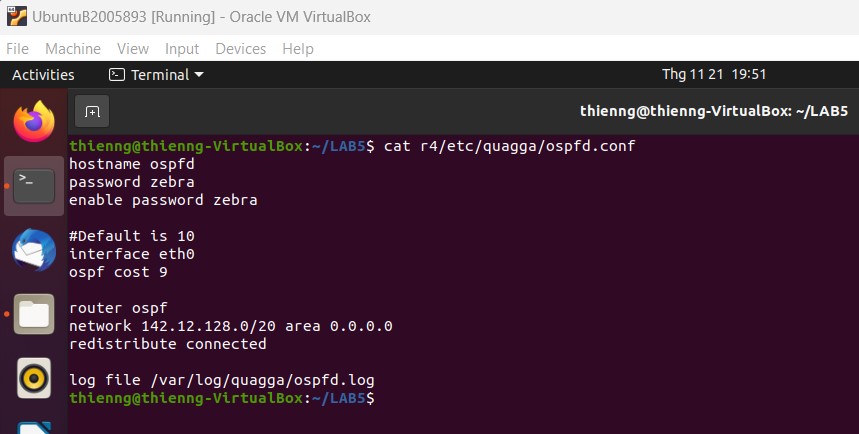 UbuntuB2005893 [Running] - Oracle VM VirtualBox
File Machine View Input Devices Help
Activities Terminal Thg 11 21 19:51
thienng@thienng-VirtualBox: ~/LAB5
thienng@thienng-VirtualBox:~/LAB5$ cat r4/etc/quagga/ospfd.conf
hostname ospfd
password zebra
enable password zebra
#Default is 10
interface eth0
ospf cost 9
router ospf
network 142.12.128.0/20 area 0.0.0.0
redistribute connected
log file /var/log/quagga/ospfd.log
thienng@thienng-VirtualBox:~/LAB5$